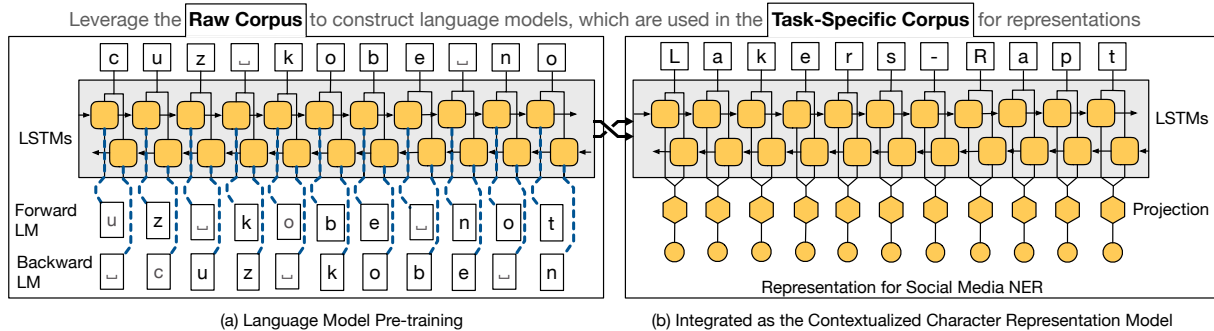 Leverage the Raw Corpus to construct language models, which are used in the Task-Specific Corpus for representations
c u z ␣ k o b e ␣ n o
LSTMs
Forward LM
u z ␣ k o b e ␣ n o t
Backward LM
␣ c u z ␣ k o b e ␣ n
(a) Language Model Pre-training
L a k e r s - R a p t
LSTMs
Projection
Representation for Social Media NER
(b) Integrated as the Contextualized Character Representation Model